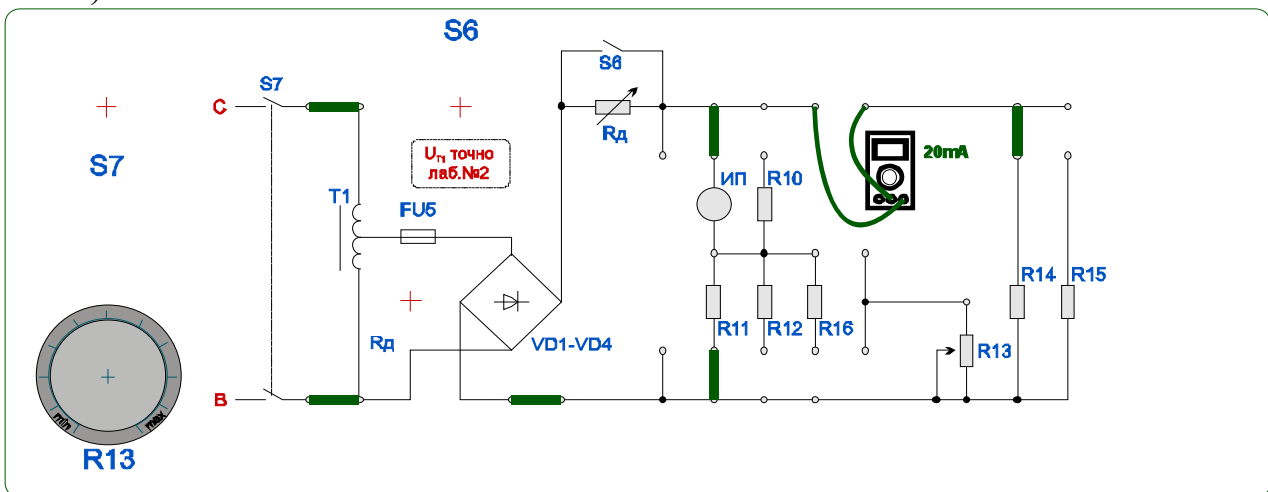 S6
S7
S7
C
S6
Rд
Uт1 точно
лаб.№2
20mA
ИП
R10
T1
FU5
R14
R15
Rд
VD1-VD4
R11
R12
R16
R13
B
min
max
R13